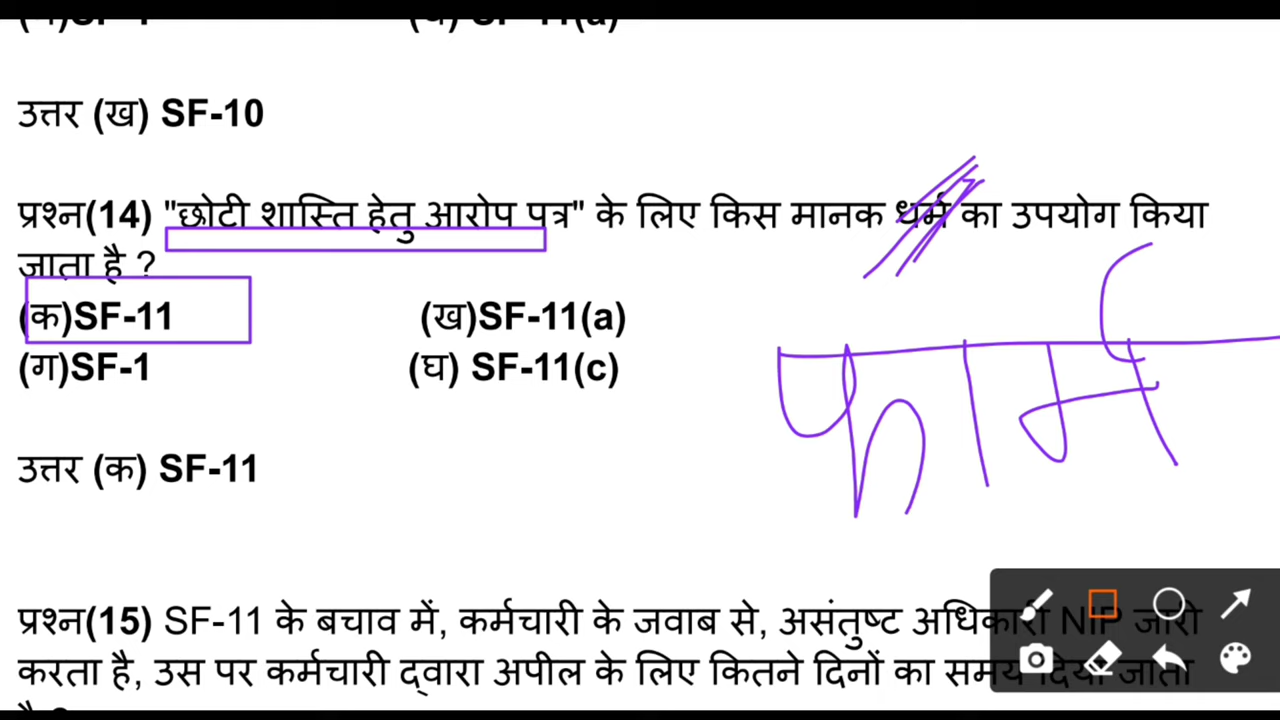 उत्तर (ख) SF-10
प्रश्न(14) "छोटी शास्ति हेतु आरोप पत्र" के लिए किस मानक धर्म का उपयोग किया
जाता है ?
(क)SF-11 (ख)SF-11(a)
(ग)SF-1 (घ) SF-11(c)
फार्म
उत्तर (क) SF-11
प्रश्न(15) SF-11 के बचाव में, कर्मचारी के जवाब से, असंतुष्ट अधिकारी NIP जारी
करता है, उस पर कर्मचारी द्वारा अपील के लिए कितने दिनों का समय दिया जाता